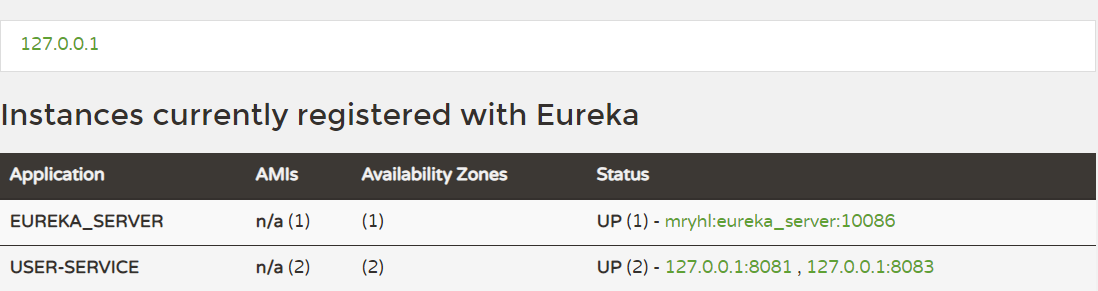 127.0.0.1
Instances currently registered with Eureka
Application AMIs Availability Zones Status
EUREKA_SERVER n/a (1) (1) UP (1) - mryhl:eureka_server:10086
USER-SERVICE n/a (2) (2) UP (2) - 127.0.0.1:8081 , 127.0.0.1:8083